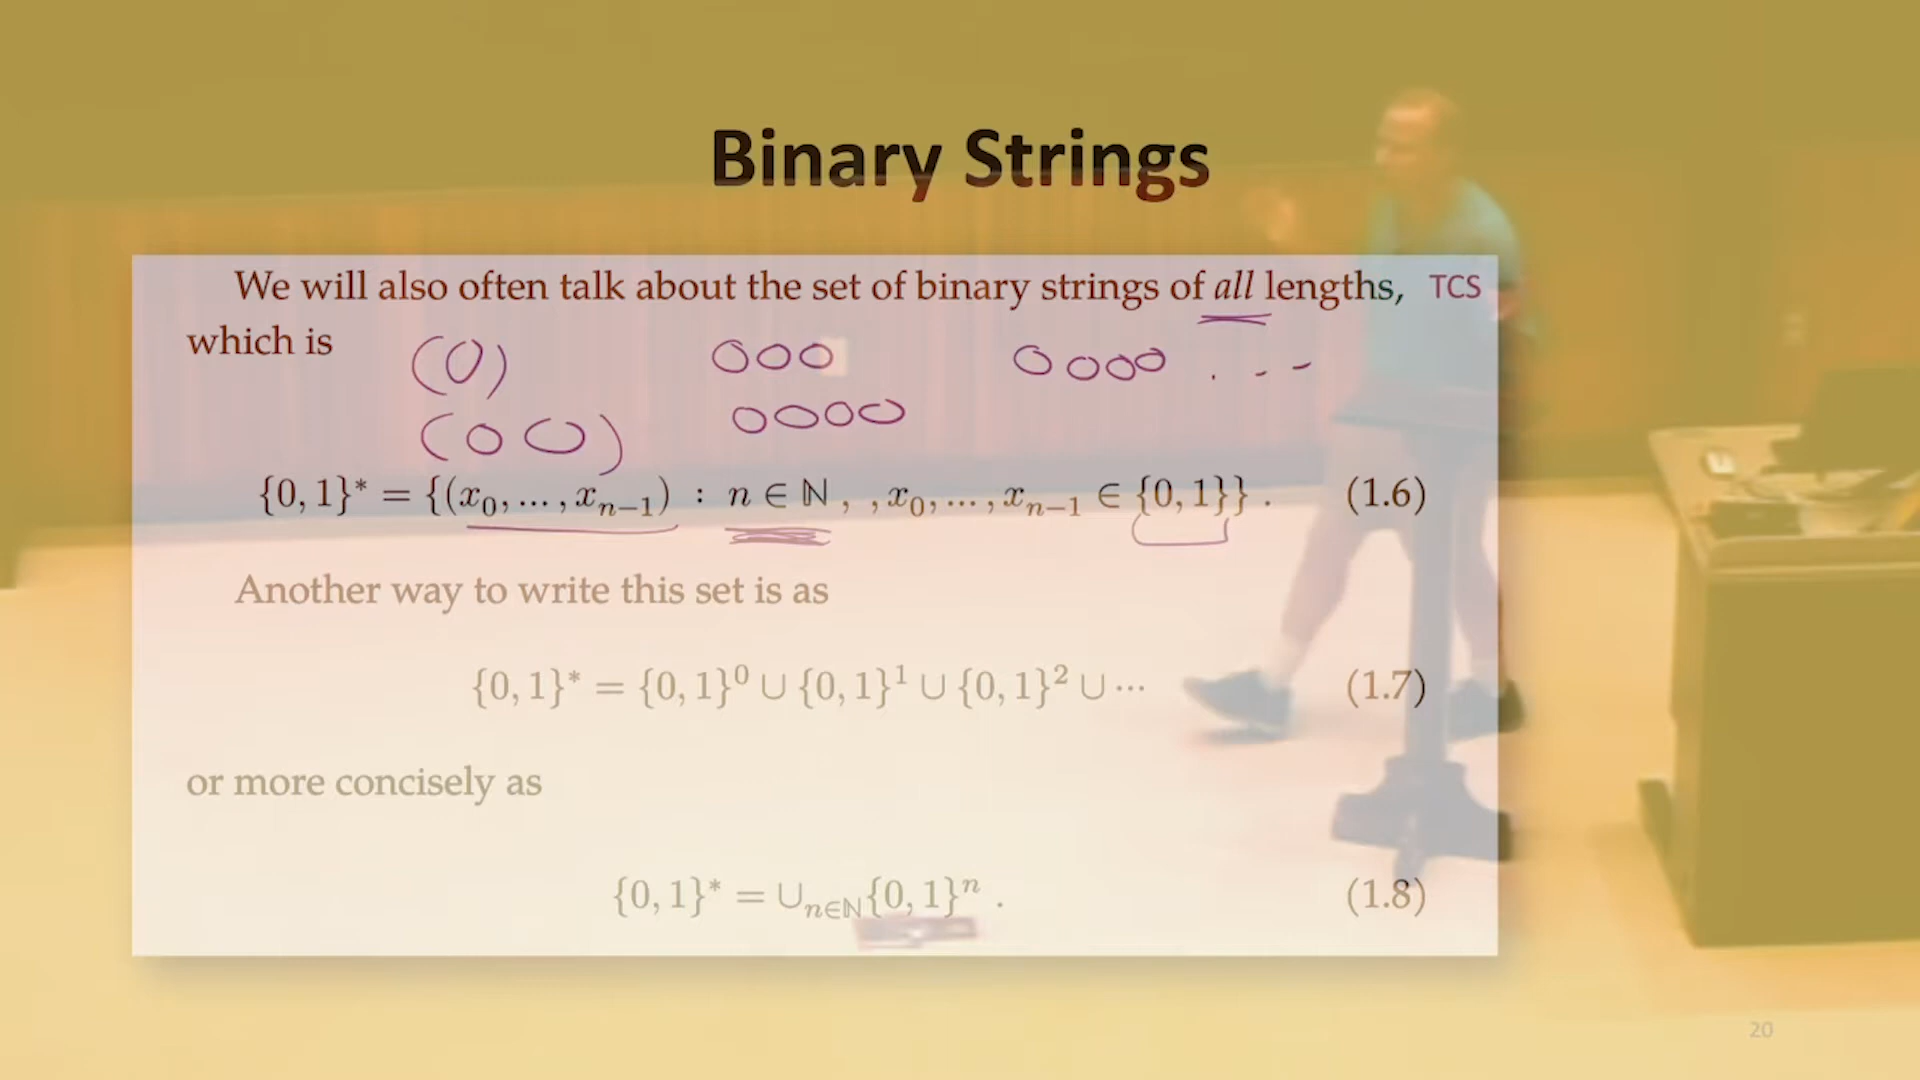 Binary Strings
We will also often talk about the set of binary strings of all lengths, TCS
which is
(0) 000 0000 . - -
(00) 0000
{0, 1}* = {(x₀, … , xₙ₋₁) : n ∈ ℕ , , x₀, … , xₙ₋₁ ∈ {0, 1}} . (1.6)
Another way to write this set is as
{0, 1}* = {0, 1}⁰ ∪ {0, 1}¹ ∪ {0, 1}² ∪ ⋯ (1.7)
or more concisely as
{0, 1}* = ∪ₙ∈ℕ{0, 1}ⁿ . (1.8)
20